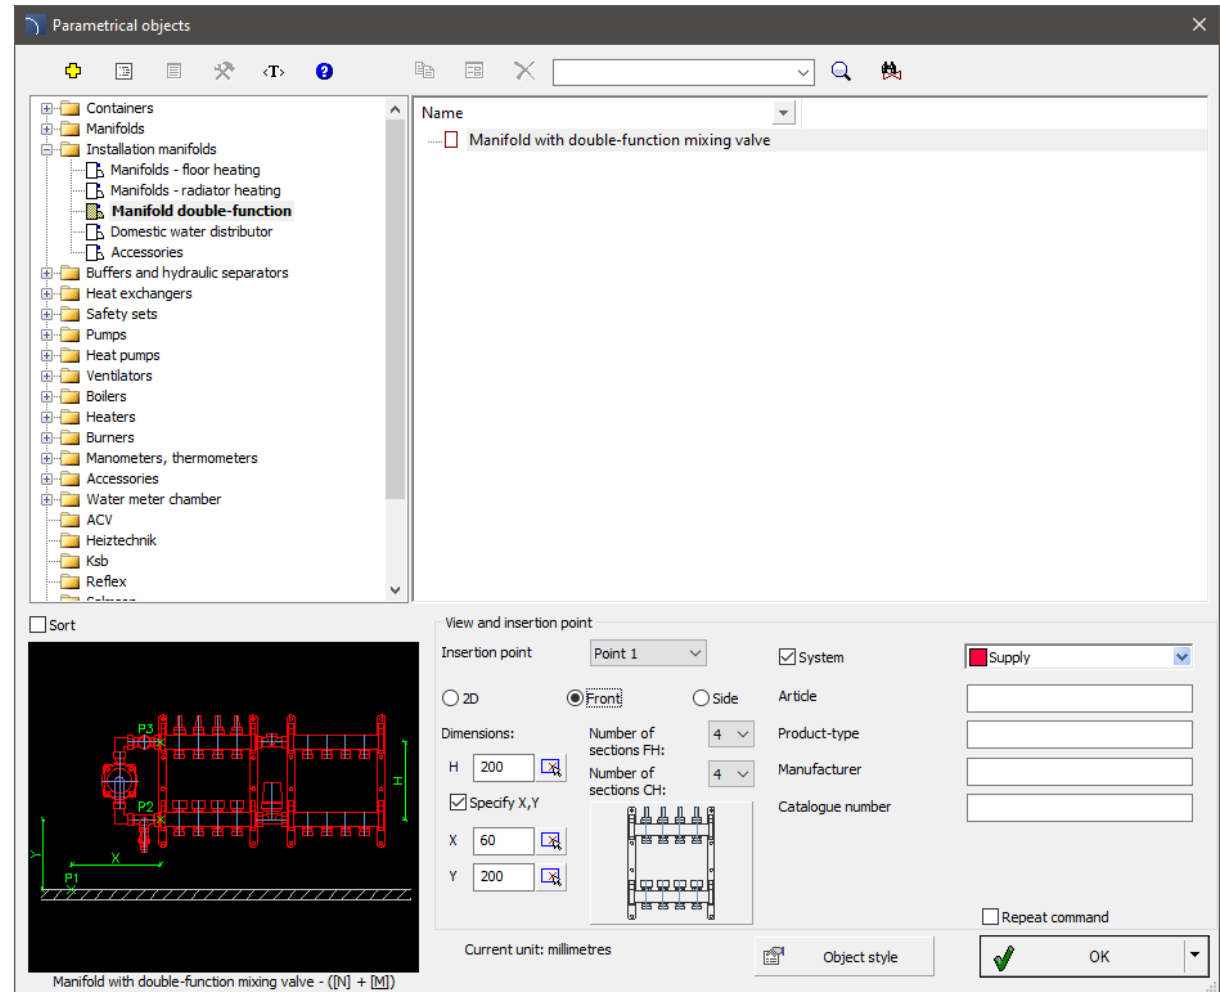 Parametrical objects
<T>
Containers
Manifolds
Installation manifolds
Manifolds - floor heating
Manifolds - radiator heating
Manifold double-function
Domestic water distributor
Accessories
Buffers and hydraulic separators
Heat exchangers
Safety sets
Pumps
Heat pumps
Ventilators
Boilers
Heaters
Burners
Manometers, thermometers
Accessories
Water meter chamber
ACV
Heiztechnik
Ksb
Reflex
Name
Manifold with double-function mixing valve
Sort
P3
H
P2
Y
X
P1
Manifold with double-function mixing valve - ([N] + [M])
View and insertion point
Insertion point Point 1
2D Front Side
Dimensions:
H 200
Specify X,Y
X 60
Y 200
Number of
sections FH:
4
Number of
sections CH:
4
System Supply
Article
Product-type
Manufacturer
Catalogue number
Repeat command
Current unit: millimetres
Object style
OK